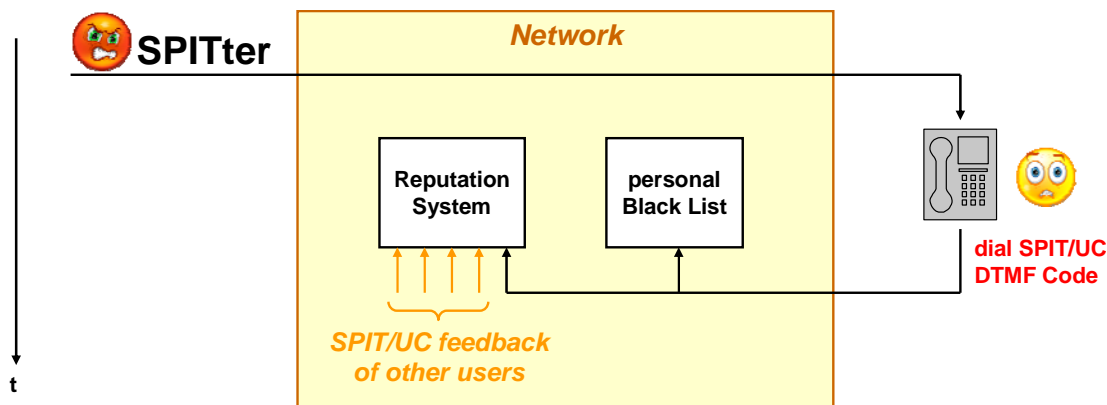 SPITter
Network
Reputation
System
personal
Black List
dial SPIT/UC
DTMF Code
SPIT/UC feedback
of other users
t